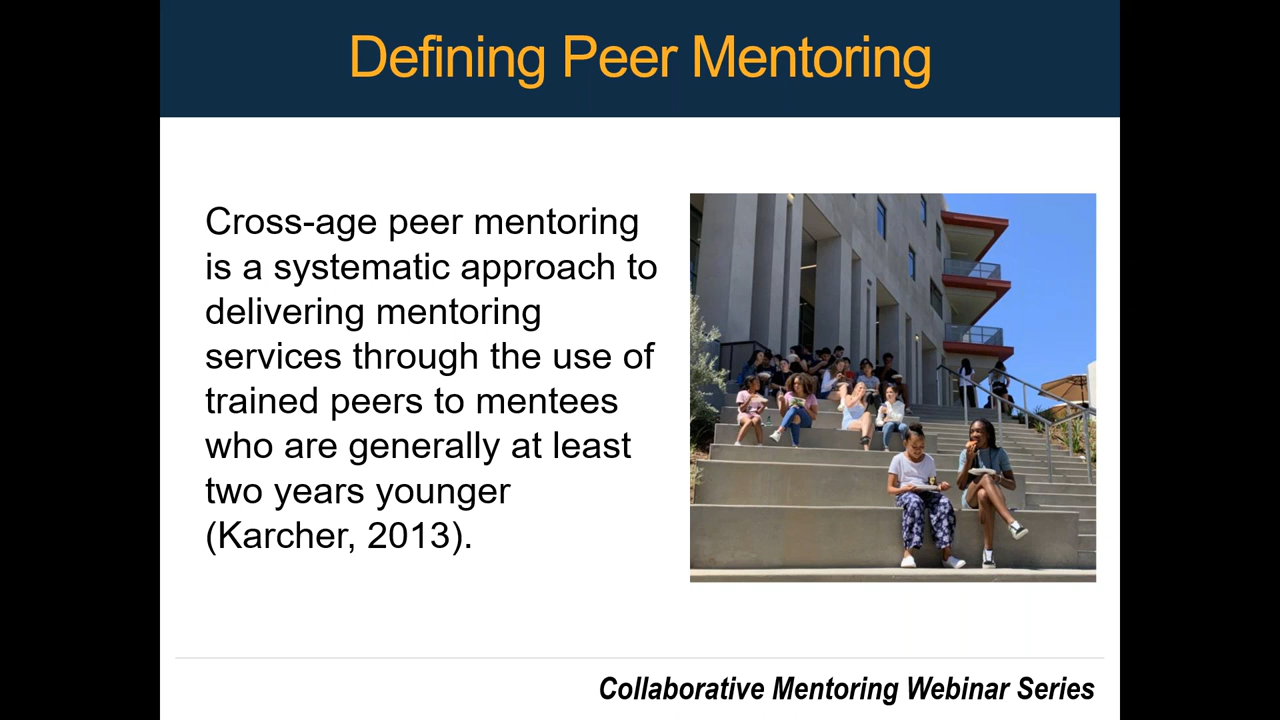 Defining Peer Mentoring
Cross-age peer mentoring
is a systematic approach to
delivering mentoring
services through the use of
trained peers to mentees
who are generally at least
two years younger
(Karcher, 2013).
Collaborative Mentoring Webinar Series